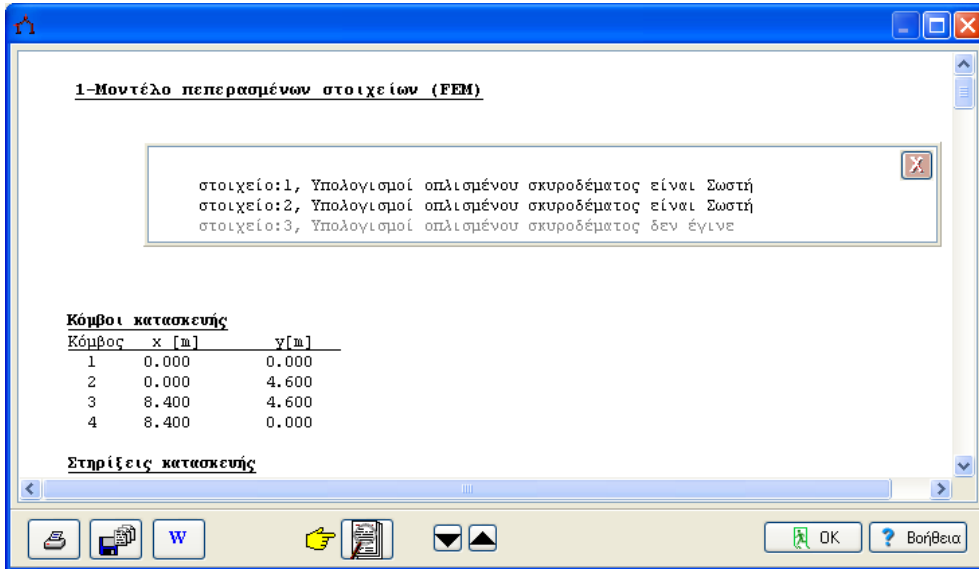 1-Μοντέλο πεπερασμένων στοιχείων (FEM)
X
στοιχείο:1, Υπολογισμοί οπλισμένου σκυροδέματος είναι Σωστή
στοιχείο:2, Υπολογισμοί οπλισμένου σκυροδέματος είναι Σωστή
στοιχείο:3, Υπολογισμοί οπλισμένου σκυροδέματος δεν έγινε
Κόμβοι κατασκευής
Κόμβος x [m] y[m]
1 0.000 0.000
2 0.000 4.600
3 8.400 4.600
4 8.400 0.000
Στηρίξεις κατασκευής
W OK ? Βοήθεια